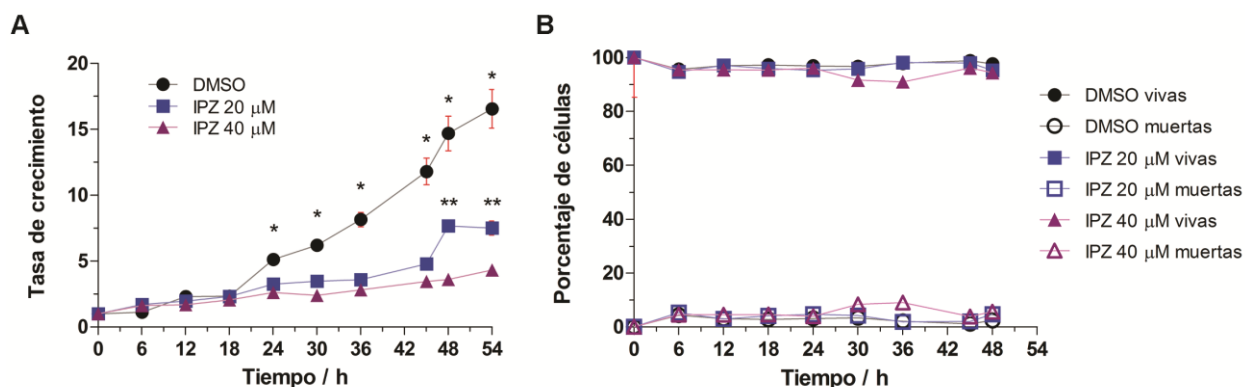 A
Tasa de crecimiento
20
15
10
5
0
DMSO
IPZ 20 μM
IPZ 40 μM
* * * * * *
** **
0 6 12 18 24 30 36 42 48 54
Tiempo / h
B
Porcentaje de células
100
80
60
40
20
0
0 6 12 18 24 30 36 42 48 54
Tiempo / h
DMSO vivas
DMSO muertas
IPZ 20 μM vivas
IPZ 20 μM muertas
IPZ 40 μM vivas
IPZ 40 μM muertas